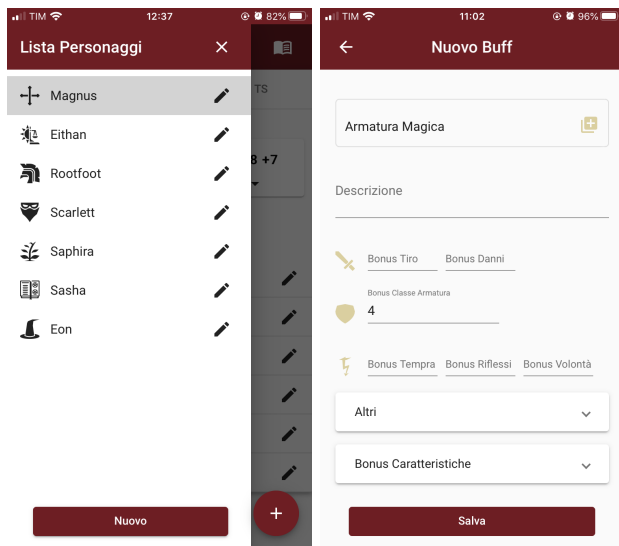 TIM 12:37 82%
Lista Personaggi
TS
Magnus
Eithan
8 +7
Rootfoot
Scarlett
Saphira
Sasha
Eon
Nuovo
TIM 11:02 96%
Nuovo Buff
Armatura Magica
Descrizione
Bonus Tiro Bonus Danni
Bonus Classe Armatura
4
Bonus Tempra Bonus Riflessi Bonus Volontà
Altri
Bonus Caratteristiche
Salva